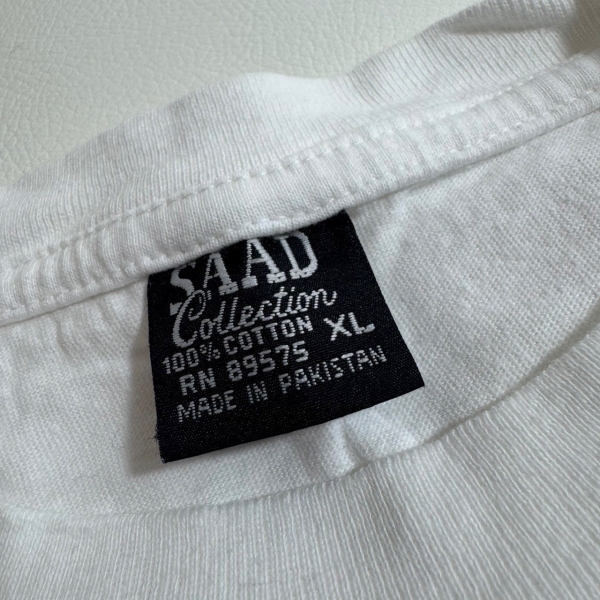 SAAD
Collection
100% COTTON XL
RN 89575
MADE IN PAKISTAN